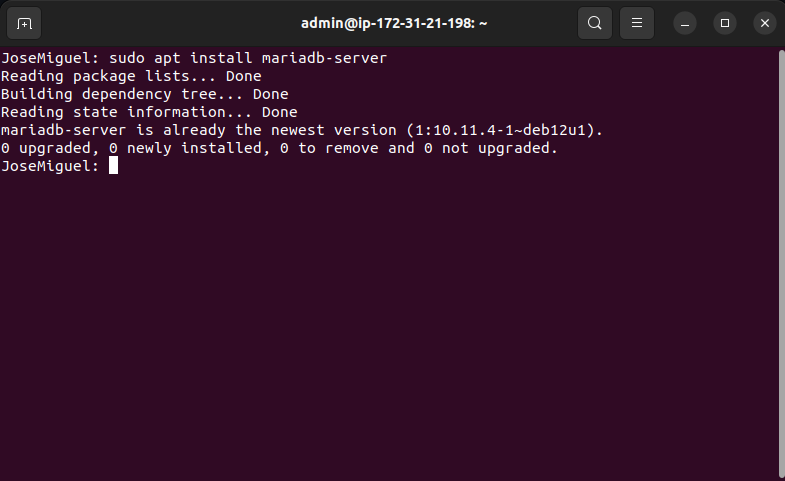 admin@ip-172-31-21-198: ~
JoseMiguel: sudo apt install mariadb-server
Reading package lists... Done
Building dependency tree... Done
Reading state information... Done
mariadb-server is already the newest version (1:10.11.4-1~deb12u1).
0 upgraded, 0 newly installed, 0 to remove and 0 not upgraded.
JoseMiguel: